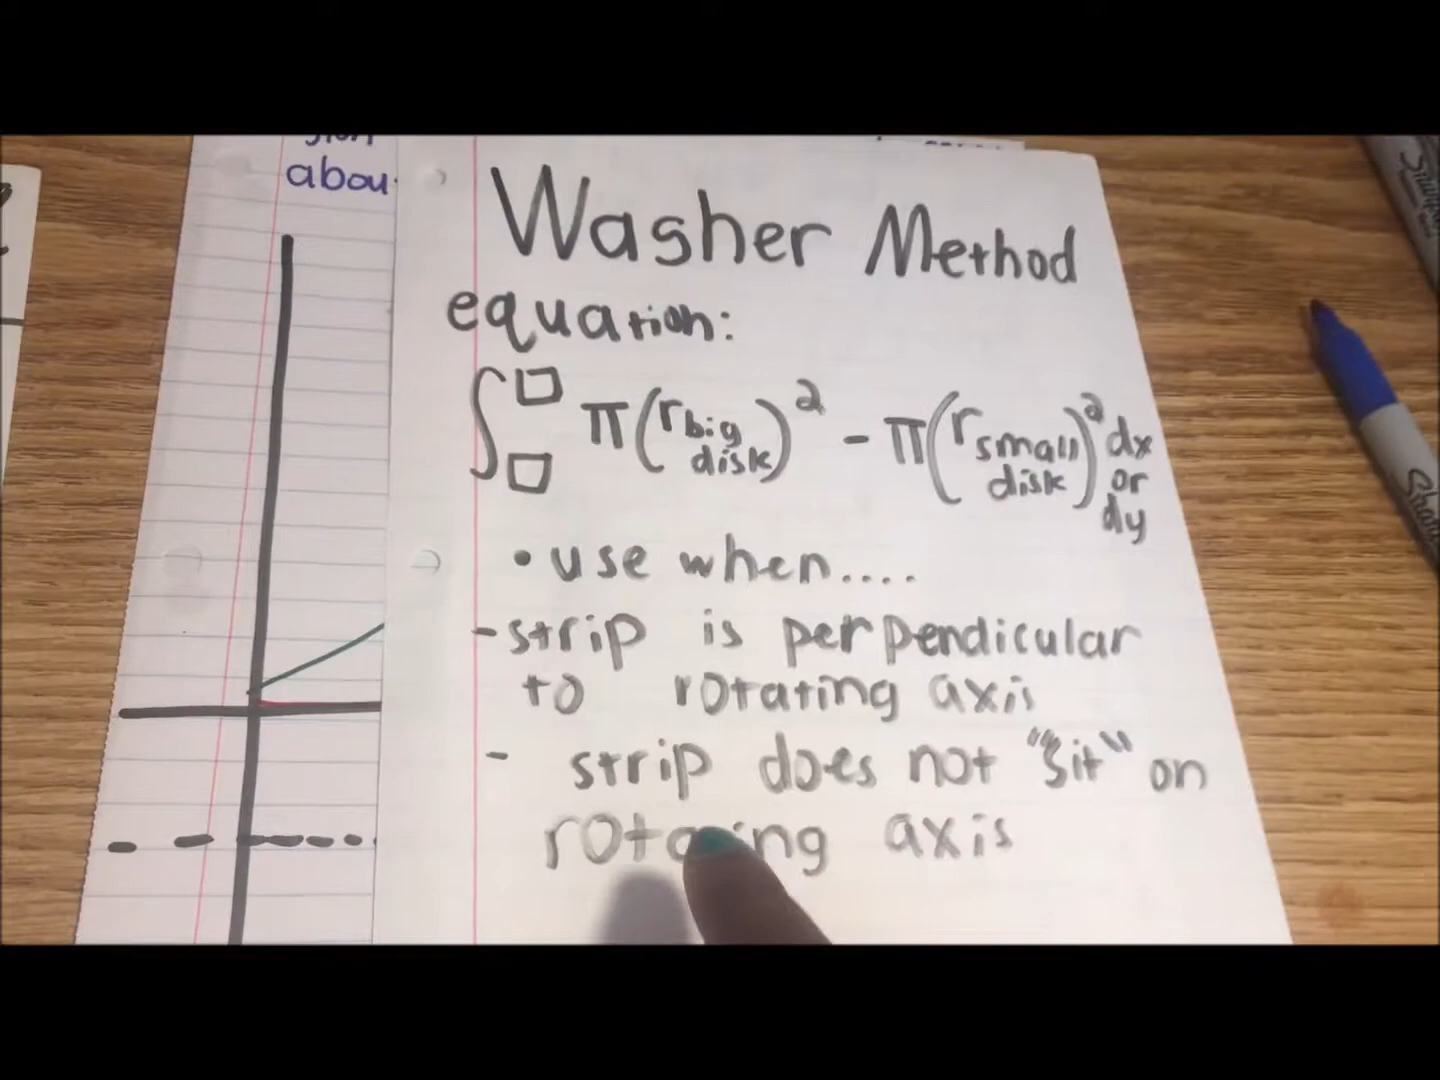 abou
Washer Method
equation:
∫□□ π(r big disk)² - π(r small disk)² dx or dy
• use when....
- strip is perpendicular
to rotating axis
- strip does not "sit" on
rotating axis